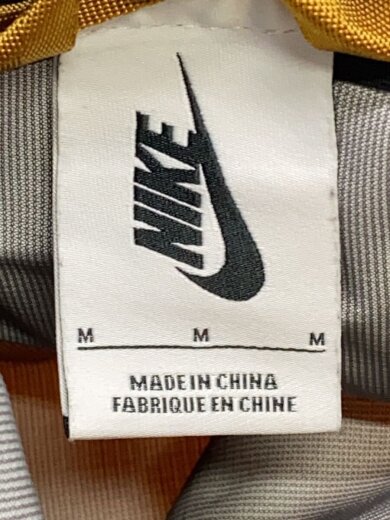 NIKE
M M M
MADE IN CHINA
FABRIQUE EN CHINE